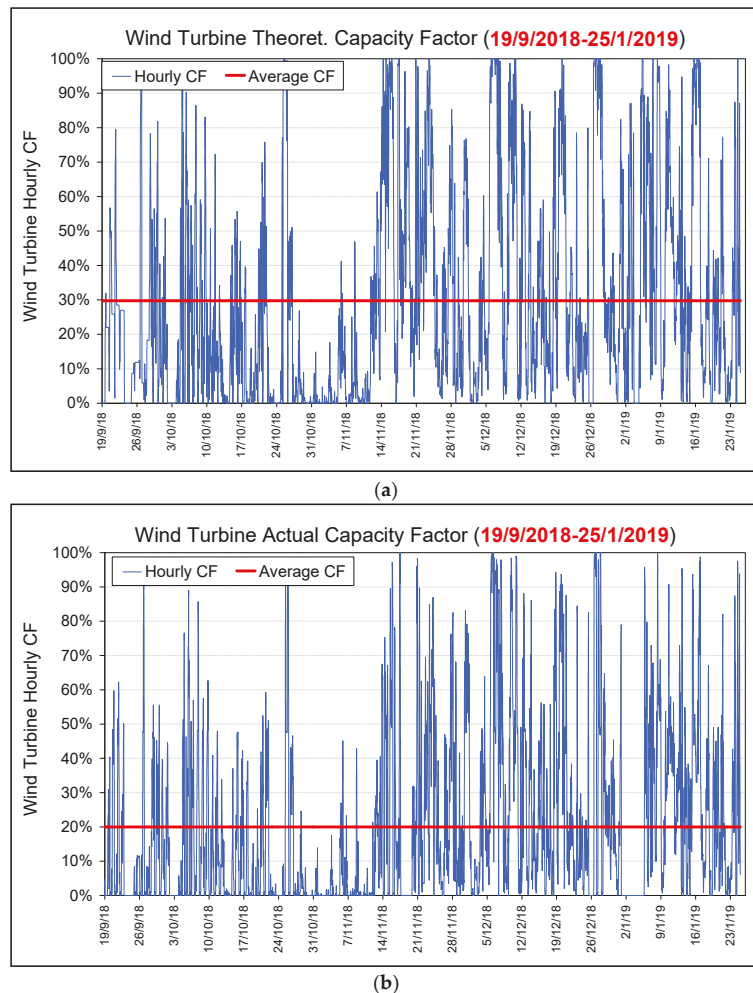 Wind Turbine Theoret. Capacity Factor (19/9/2018-25/1/2019)
Hourly CF Average CF
Wind Turbine Hourly CF
100%
90%
80%
70%
60%
50%
40%
30%
20%
10%
0%
19/9/18 26/9/18 3/10/18 10/10/18 17/10/18 24/10/18 31/10/18 7/11/18 14/11/18 21/11/18 28/11/18 5/12/18 12/12/18 19/12/18 26/12/18 2/1/19 9/1/19 16/1/19 23/1/19
(a)
Wind Turbine Actual Capacity Factor (19/9/2018-25/1/2019)
Hourly CF Average CF
Wind Turbine Hourly CF
100%
90%
80%
70%
60%
50%
40%
30%
20%
10%
0%
19/9/18 26/9/18 3/10/18 10/10/18 17/10/18 24/10/18 31/10/18 7/11/18 14/11/18 21/11/18 28/11/18 5/12/18 12/12/18 19/12/18 26/12/18 2/1/19 9/1/19 16/1/19 23/1/19
(b)